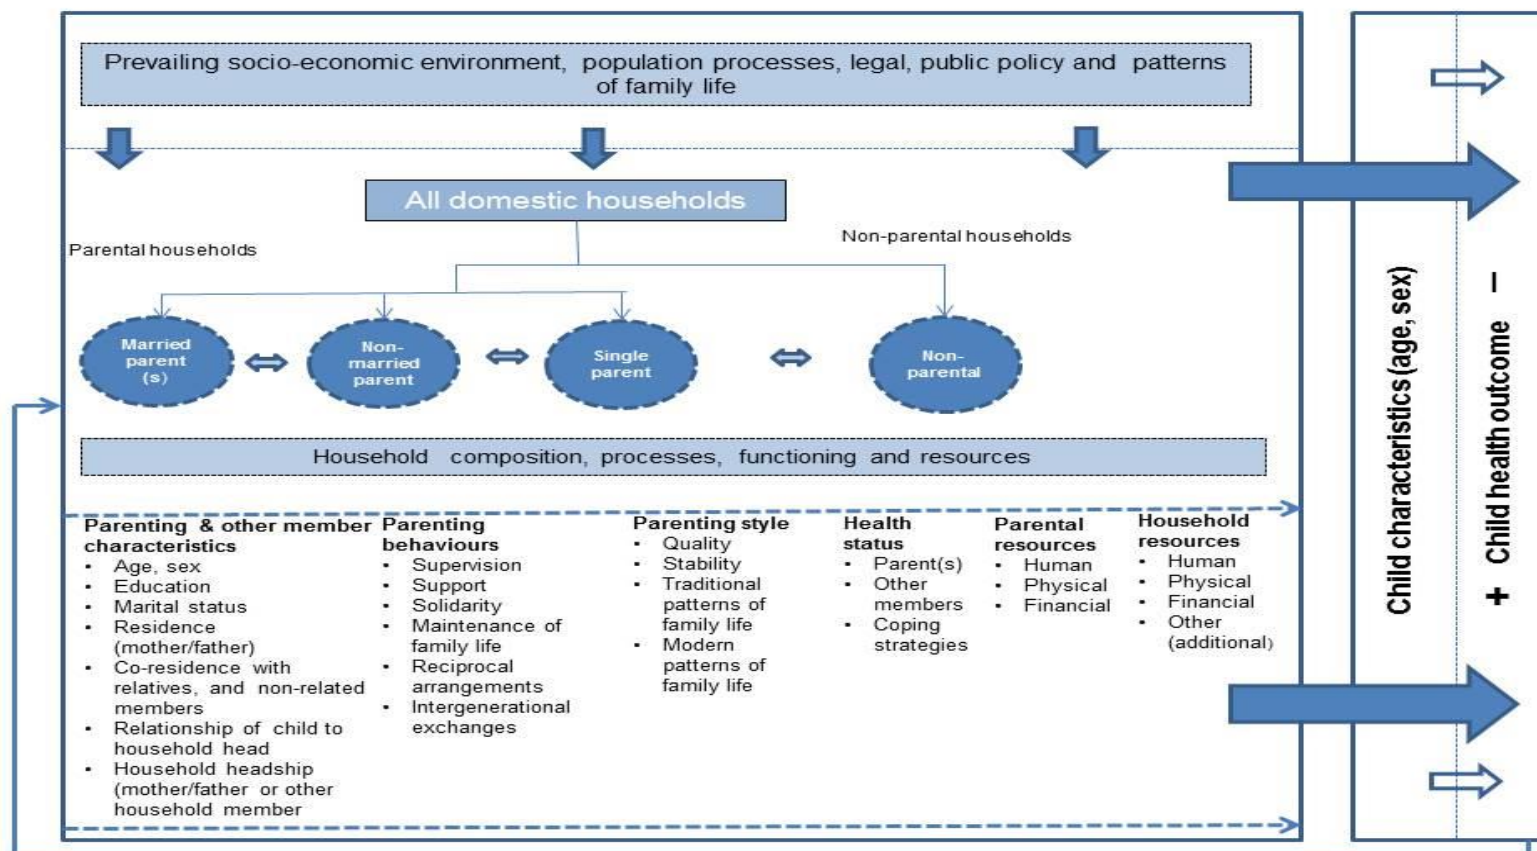 Prevailing socio-economic environment, population processes, legal, public policy and patterns
of family life
All domestic households
Parental households
Non-parental households
Married
parent
(s)
Non-
married
parent
Single
parent
Non-
parental
Household composition, processes, functioning and resources
Parenting & other member
characteristics
• Age, sex
• Education
• Marital status
• Residence
(mother/father)
• Co-residence with
relatives, and non-related
members
• Relationship of child to
household head
• Household headship
(mother/father or other
household member
Parenting
behaviours
• Supervision
• Support
• Solidarity
• Maintenance of
family life
• Reciprocal
arrangements
• Intergenerational
exchanges
Parenting style
• Quality
• Stability
• Traditional
patterns of
family life
• Modern
patterns of
family life
Health
status
• Parent(s)
• Other
members
• Coping
strategies
Parental
resources
• Human
• Physical
• Financial
Household
resources
• Human
• Physical
• Financial
• Other
(additional)
Child characteristics(age, sex)
+ Child health outcome −